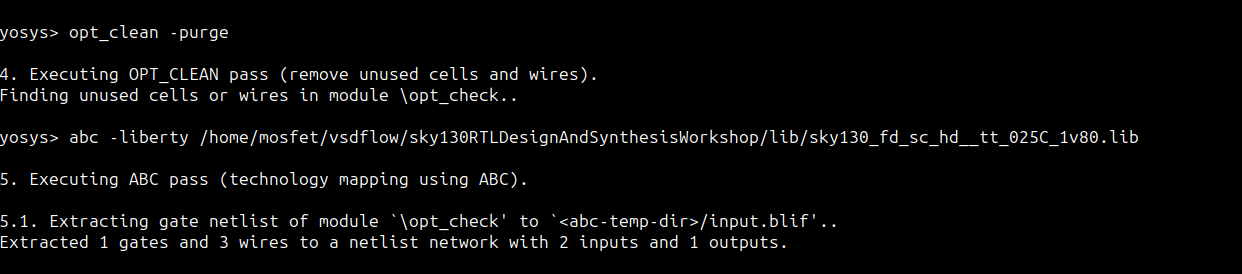 yosys> opt_clean -purge
4. Executing OPT_CLEAN pass (remove unused cells and wires).
Finding unused cells or wires in module \opt_check..
yosys> abc -liberty /home/mosfet/vsdflow/sky130RTLDesignAndSynthesisWorkshop/lib/sky130_fd_sc_hd__tt_025C_1v80.lib
5. Executing ABC pass (technology mapping using ABC).
5.1. Extracting gate netlist of module `\opt_check' to `<abc-temp-dir>/input.blif'..
Extracted 1 gates and 3 wires to a netlist network with 2 inputs and 1 outputs.